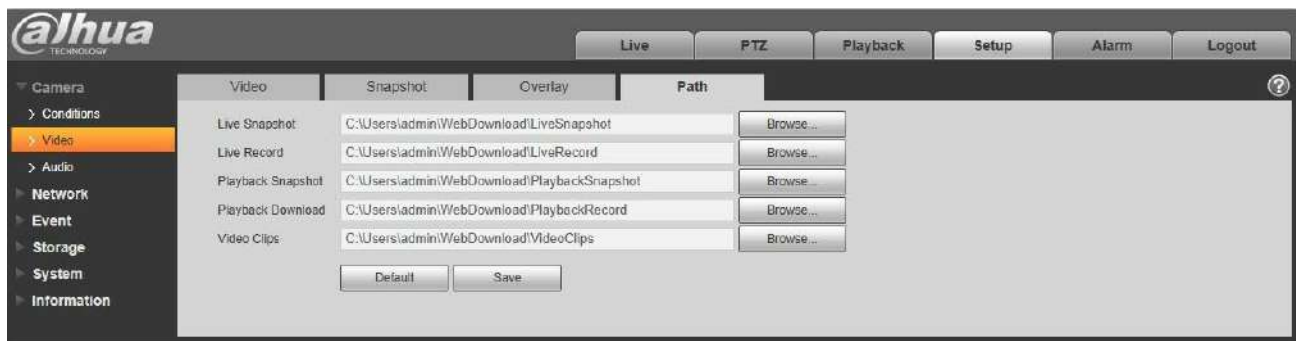 alhua
TECHNOLOGY
Live PTZ Playback Setup Alarm Logout
Camera
Conditions
Video
Audio
Network
Event
Storage
System
Information
Video Snapshot Overlay Path
Live Snapshot C:\Users\admin\WebDownload\LiveSnapshot Browse...
Live Record C:\Users\admin\WebDownload\LiveRecord Browse...
Playback Snapshot C:\Users\admin\WebDownload\PlaybackSnapshot Browse...
Playback Download C:\Users\admin\WebDownload\PlaybackRecord Browse...
Video Clips C:\Users\admin\WebDownload\VideoClips Browse...
Default Save